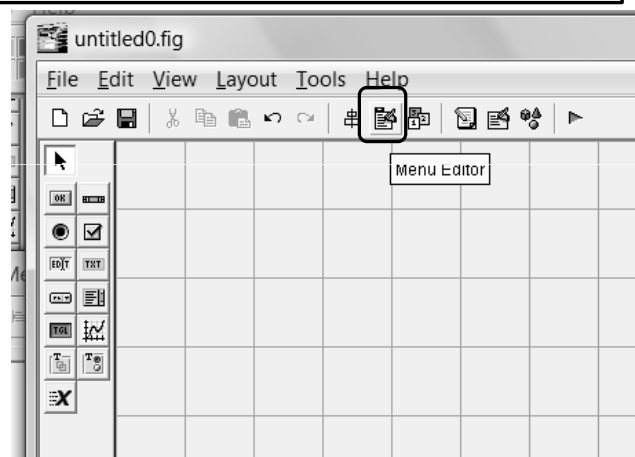 untitled0.fig
File Edit View Layout Tools Help
Menu Editor
OK
EDIT TXT
TGL
T T
X